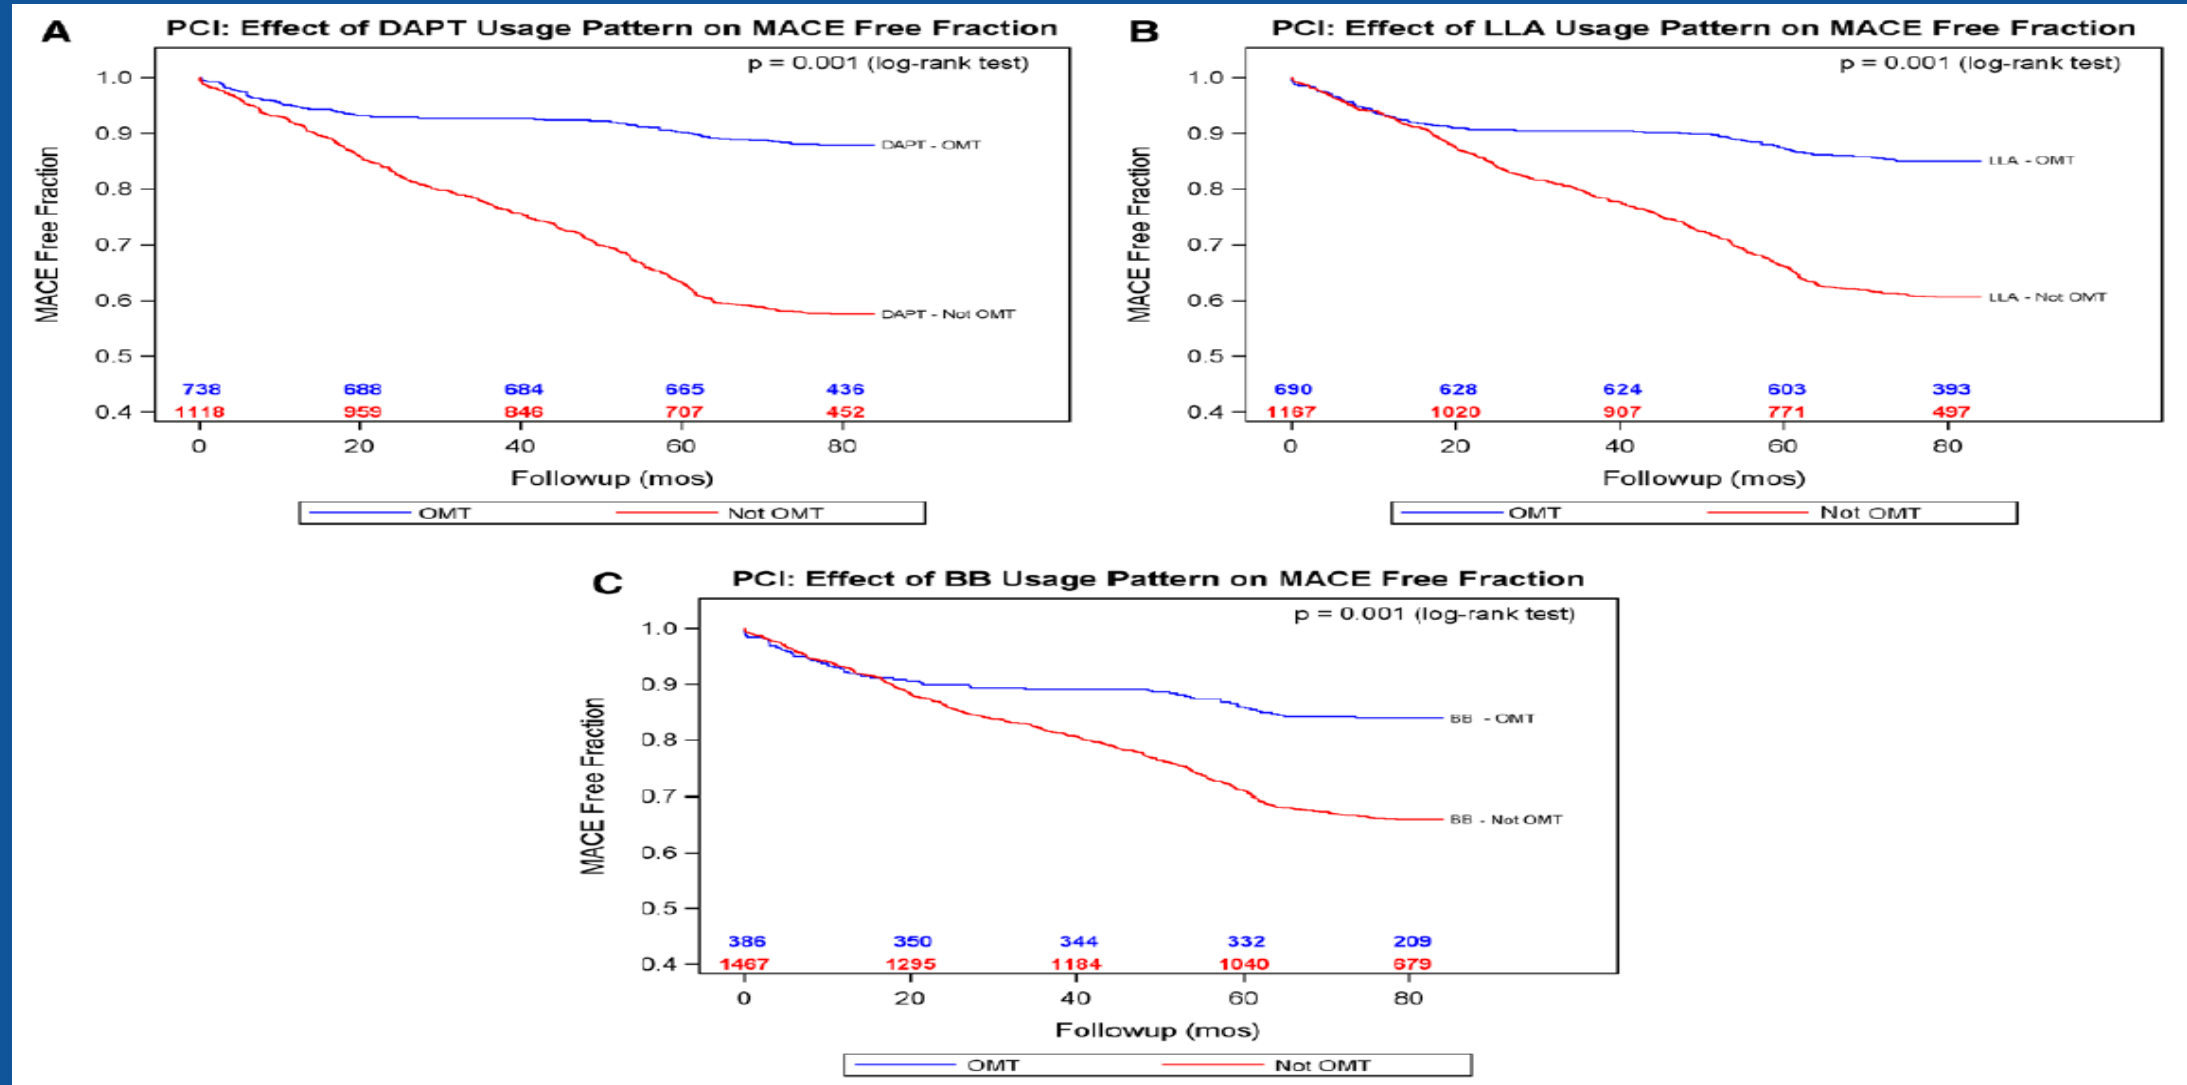 A
PCI: Effect of DAPT Usage Pattern on MACE Free Fraction
p = 0.001 (log-rank test)
MACE Free Fraction
1.0
0.9
0.8
0.7
0.6
0.5
0.4
DAPT - OMT
DAPT - Not OMT
738 688 684 665 436
1118 959 846 707 452
0 20 40 60 80
Followup (mos)
OMT Not OMT
B
PCI: Effect of LLA Usage Pattern on MACE Free Fraction
p = 0.001 (log-rank test)
MACE Free Fraction
1.0
0.9
0.8
0.7
0.6
0.5
0.4
LLA - OMT
LLA - Not OMT
690 628 624 603 393
1167 1020 907 771 497
0 20 40 60 80
Followup (mos)
OMT Not OMT
C
PCI: Effect of BB Usage Pattern on MACE Free Fraction
p = 0.001 (log-rank test)
MACE Free Fraction
1.0
0.9
0.8
0.7
0.6
0.5
0.4
BB - OMT
BB - Not OMT
386 350 344 332 209
1467 1295 1184 1040 679
0 20 40 60 80
Followup (mos)
OMT Not OMT